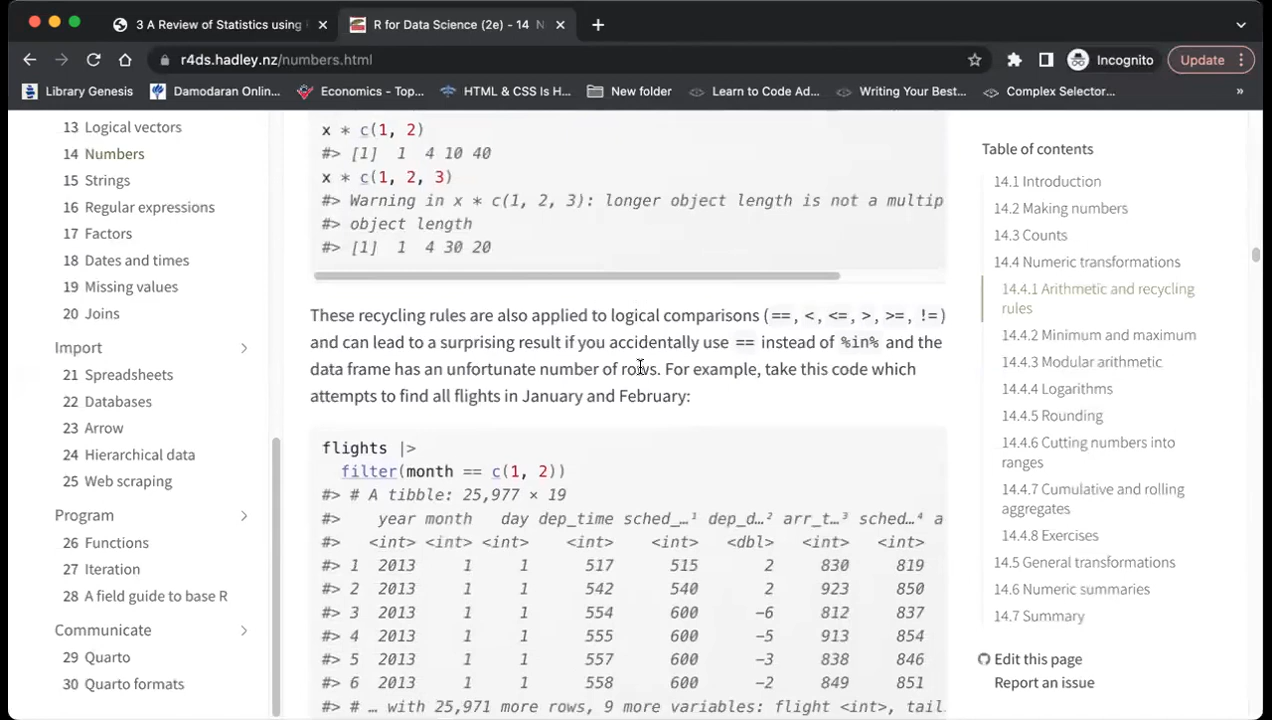 3 A Review of Statistics using
R for Data Science (2e) - 14 N
r4ds.hadley.nz/numbers.html
Incognito
Update
Library Genesis
Damodaran Onlin...
Economics - Top...
HTML & CSS Is H...
New folder
Learn to Code Ad...
Writing Your Best...
Complex Selector...
»
13 Logical vectors
14 Numbers
15 Strings
16 Regular expressions
17 Factors
18 Dates and times
19 Missing values
20 Joins
Import
21 Spreadsheets
22 Databases
23 Arrow
24 Hierarchical data
25 Web scraping
Program
26 Functions
27 Iteration
28 A field guide to base R
Communicate
29 Quarto
30 Quarto formats
x * c(1, 2)
#> [1] 1 4 10 40
x * c(1, 2, 3)
#> Warning in x * c(1, 2, 3): longer object length is not a multip
#> object length
#> [1] 1 4 30 20
These recycling rules are also applied to logical comparisons (==, <, <=, >, >=, !=)
and can lead to a surprising result if you accidentally use == instead of %in% and the
data frame has an unfortunate number of rows. For example, take this code which
attempts to find all flights in January and February:
flights |>
filter(month == c(1, 2))
#> # A tibble: 25,977 × 19
#> year month day dep_time sched_…¹ dep_d…² arr_t…³ sched…⁴ a
#> <int> <int> <int> <int> <int> <dbl> <int> <int>
#> 1 2013 1 1 517 515 2 830 819
#> 2 2013 1 1 542 540 2 923 850
#> 3 2013 1 1 554 600 -6 812 837
#> 4 2013 1 1 555 600 -5 913 854
#> 5 2013 1 1 557 600 -3 838 846
#> 6 2013 1 1 558 600 -2 849 851
#> # … with 25,971 more rows, 9 more variables: flight <int>, tail
Table of contents
14.1 Introduction
14.2 Making numbers
14.3 Counts
14.4 Numeric transformations
14.4.1 Arithmetic and recycling
rules
14.4.2 Minimum and maximum
14.4.3 Modular arithmetic
14.4.4 Logarithms
14.4.5 Rounding
14.4.6 Cutting numbers into
ranges
14.4.7 Cumulative and rolling
aggregates
14.4.8 Exercises
14.5 General transformations
14.6 Numeric summaries
14.7 Summary
Edit this page
Report an issue